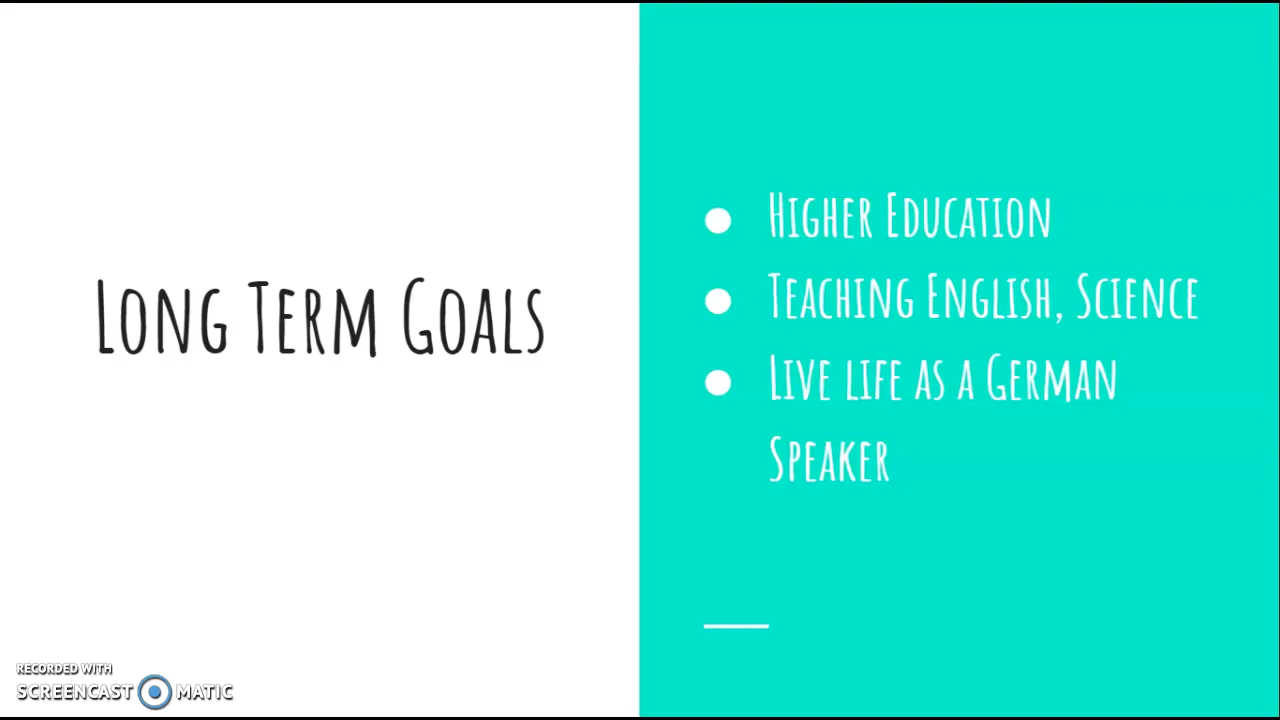 Long Term Goals
● Higher Education
● Teaching English, Science
● Live life as a German
Speaker
RECORDED WITH
SCREENCAST MATIC